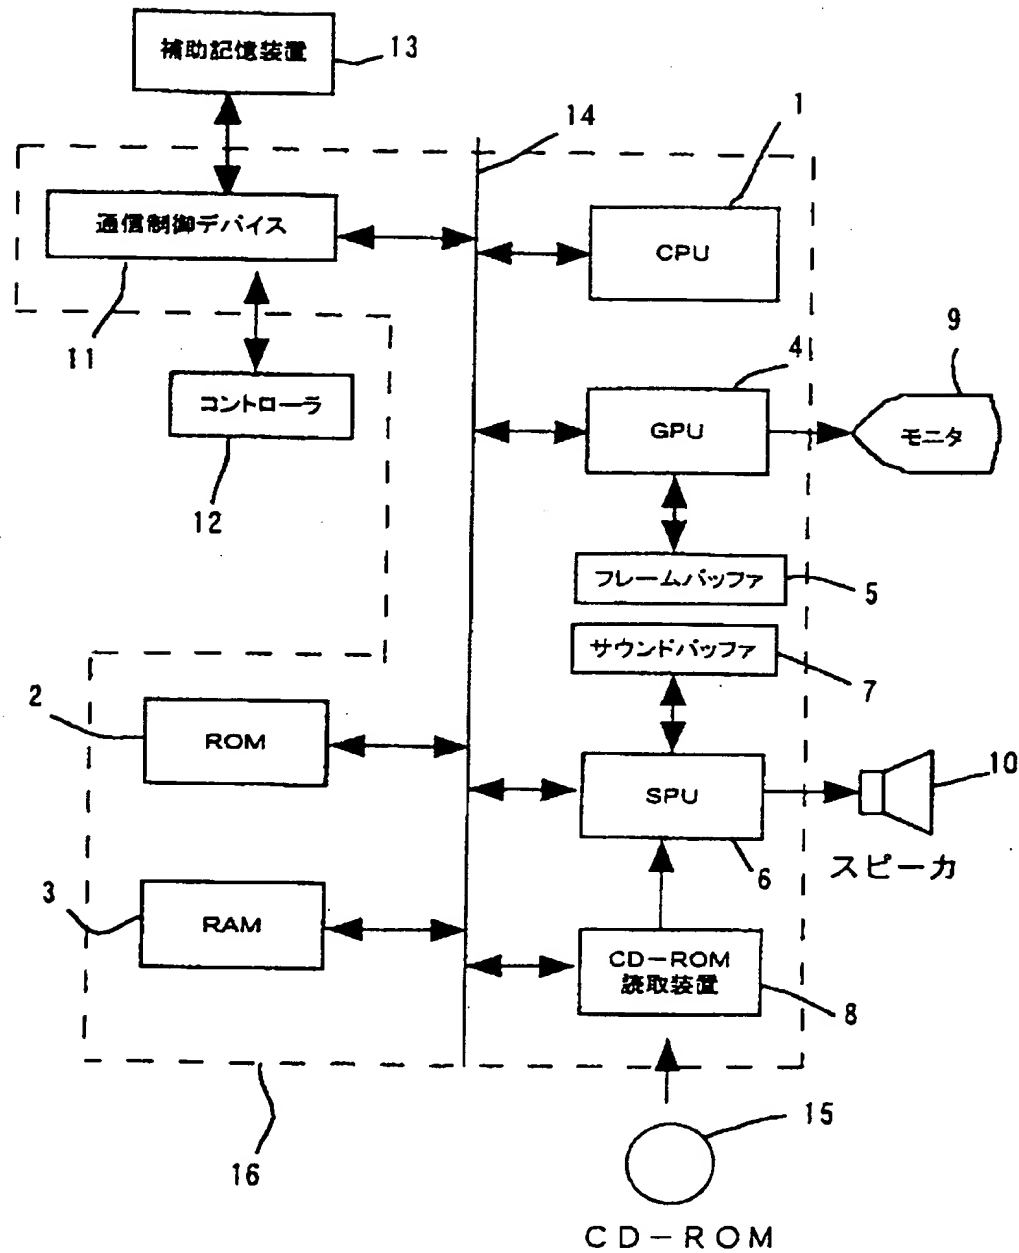 補助記憶装置
13
14
1
通信制御デバイス
CPU
11
4
9
コントローラ
GPU
モニタ
12
フレームバッファ
5
サウンドバッファ
7
2
ROM
SPU
10
スピーカ
6
3
RAM
CD-ROM
読取装置
8
16
15
CD-ROM